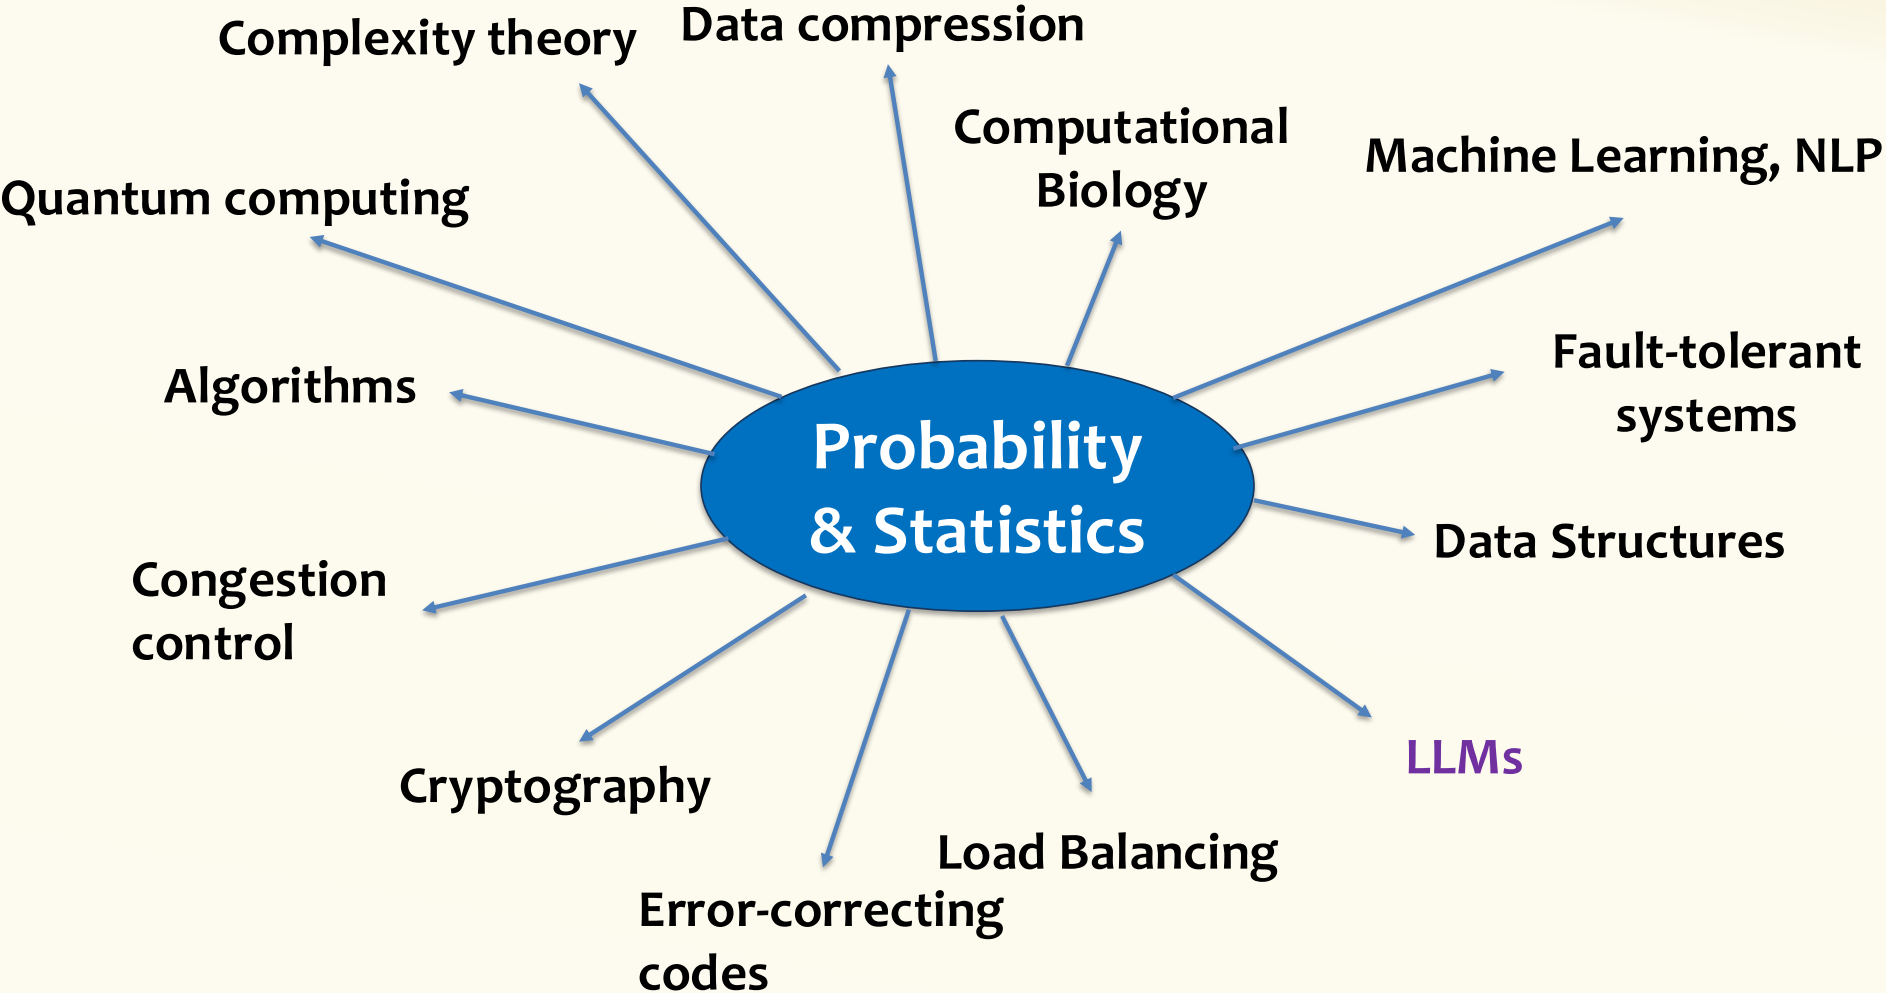 Complexity theory
Data compression
Computational
Biology
Machine Learning, NLP
Quantum computing
Fault-tolerant
systems
Algorithms
Probability
& Statistics
Data Structures
Congestion
control
LLMs
Cryptography
Load Balancing
Error-correcting
codes